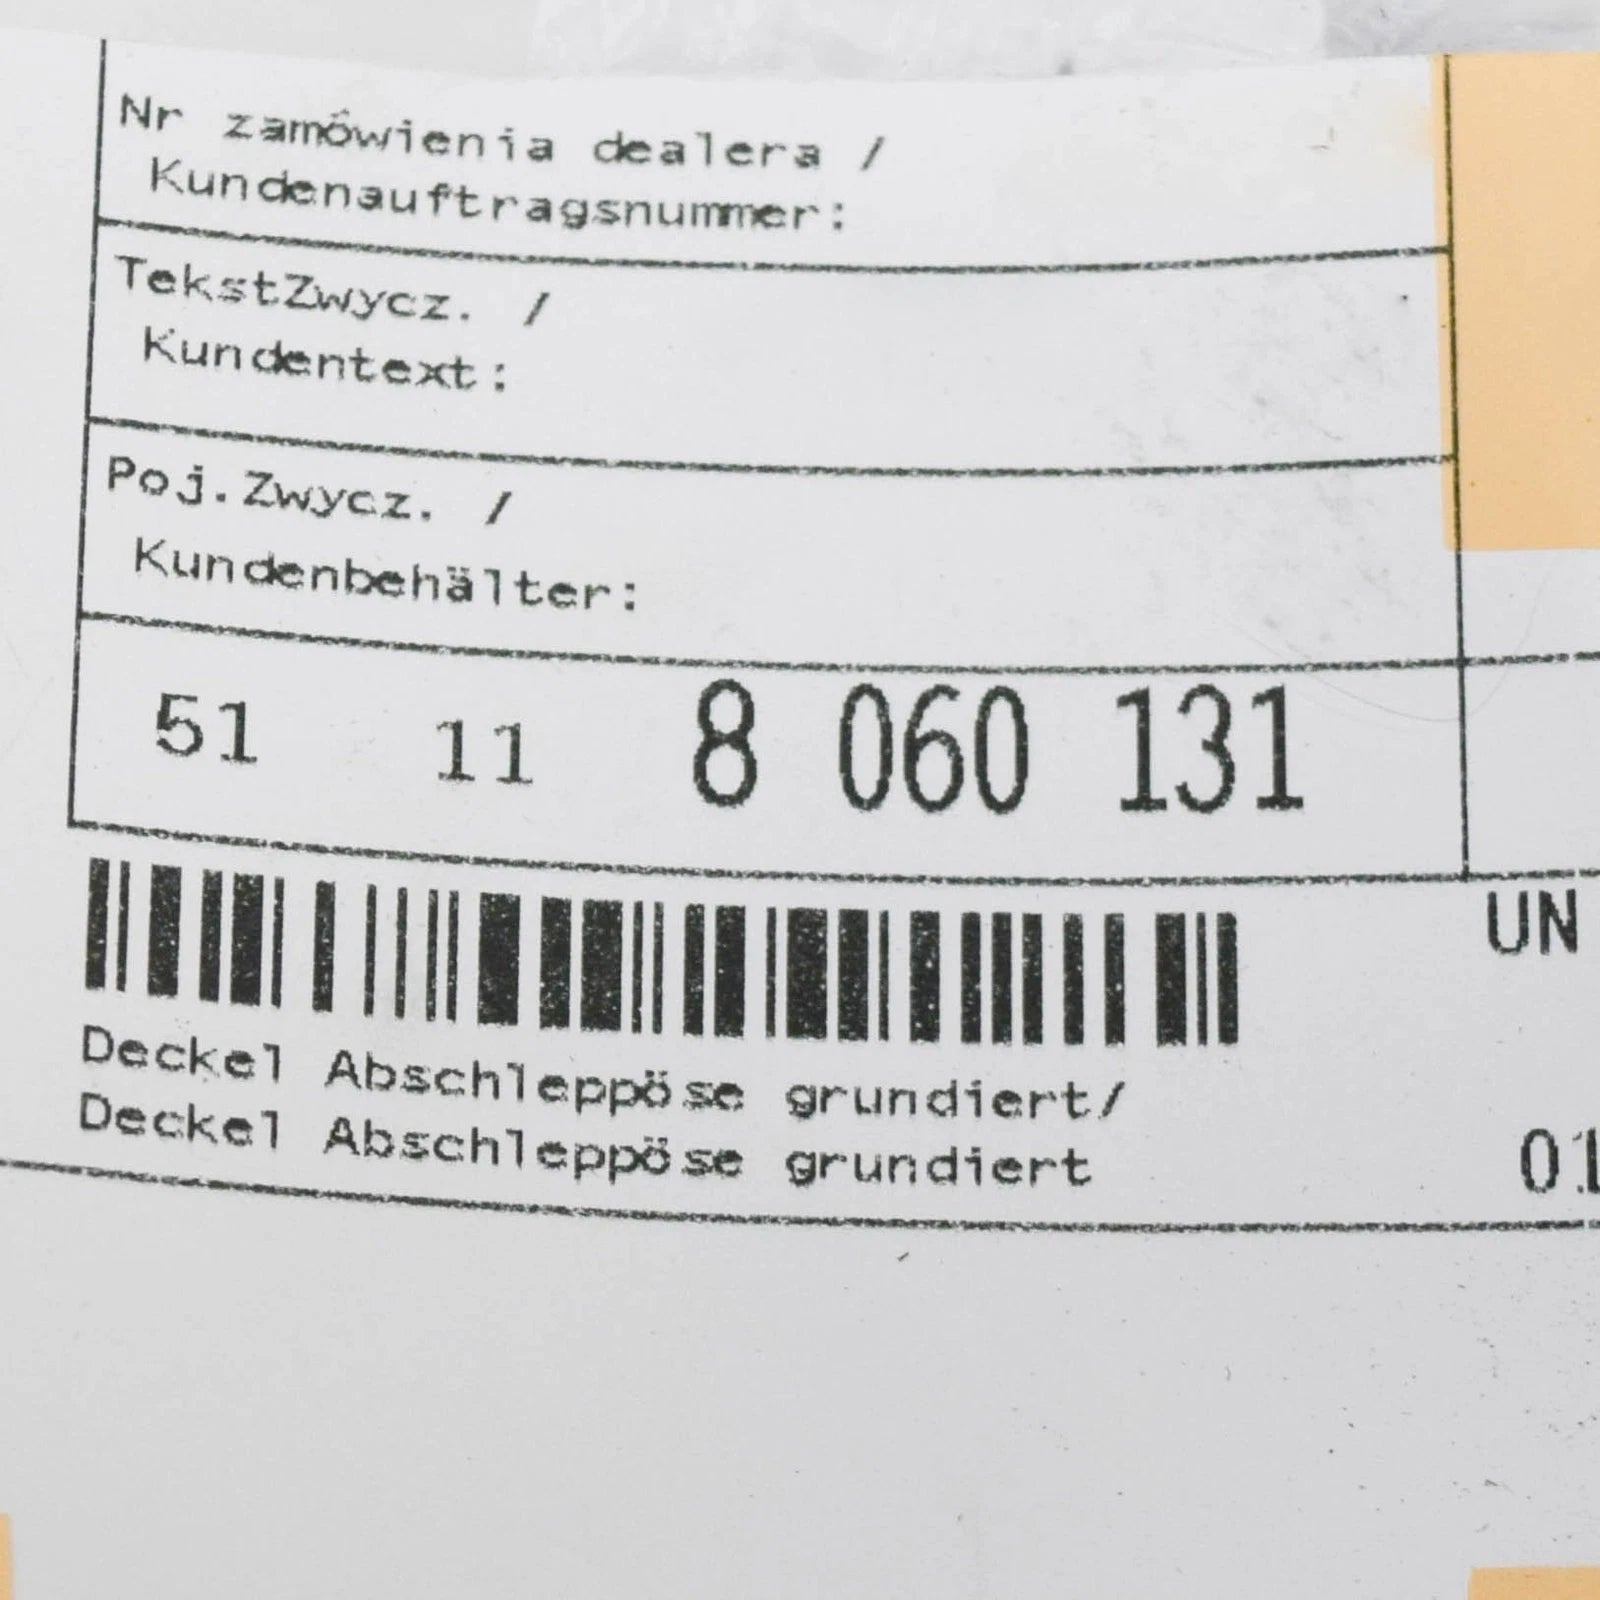 Nr zamówienia dealera /
Kundenauftragsnummer:
TekstZwycz. /
Kundentext:
Poj.Zwycz. /
Kundenbehälter:
51 11 8 060 131
UN
Deckel Abschleppöse grundiert/
Deckel Abschleppöse grundiert
01